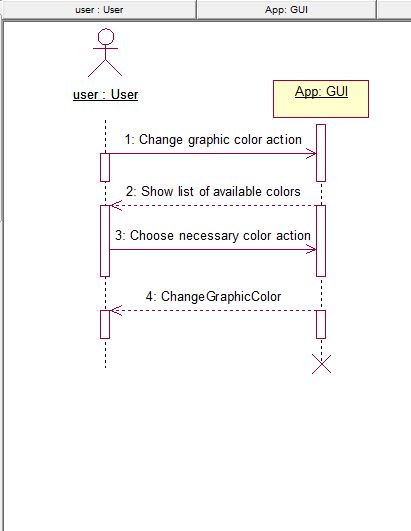 user : User
App: GUI
user : User
App: GUI
1: Change graphic color action
2: Show list of available colors
3: Choose necessary color action
4: ChangeGraphicColor